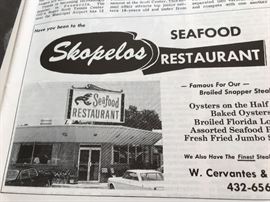 Have you been to the
Skopelos
SEAFOOD
RESTAURANT
Seafood
RESTAURANT
— Famous For Our —
Broiled Snapper Steak
Oysters on the Half
Baked Oysters
Broiled Florida Lo
Assorted Seafood P
Fresh Fried Jumbo S
We Also Have The Finest Steak
W. Cervantes &
432-656